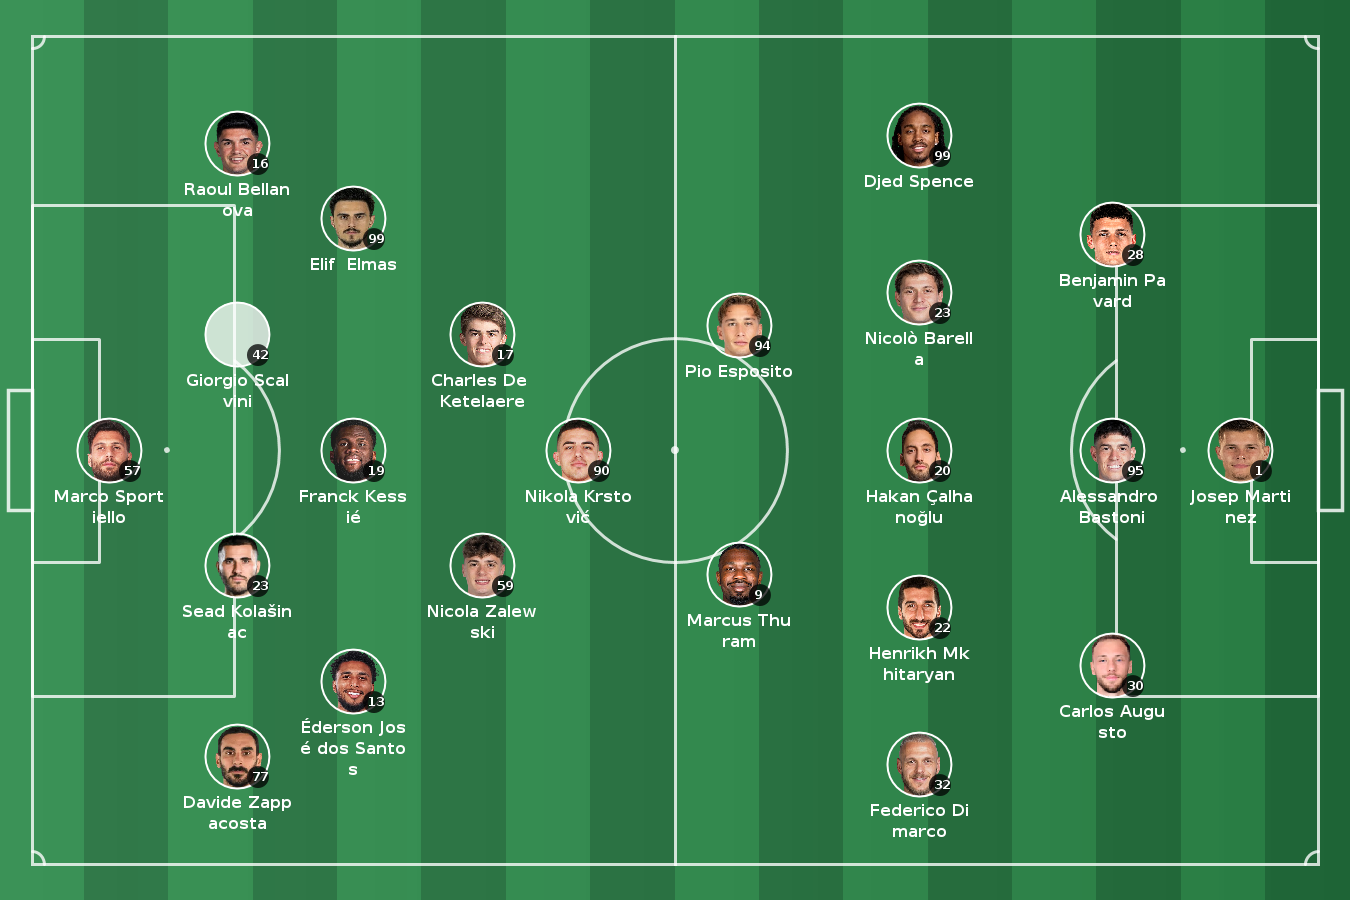 16
Raoul Bellan
ova
99
Elif  Elmas
42
Giorgio Scal
vini
17
Charles De
Ketelaere
57
Marco Sport
iello
19
Franck Kess
ié
90
Nikola Krsto
vić
23
Sead Kolašin
ac
59
Nicola Zalew
ski
13
Éderson Jos
é dos Santo
s
77
Davide Zapp
acosta
94
Pio Esposito
9
Marcus Thu
ram
99
Djed Spence
23
Nicolò Barell
a
20
Hakan Çalha
noğlu
22
Henrikh Mk
hitaryan
32
Federico Di
marco
28
Benjamin Pa
vard
95
Alessandro
Bastoni
30
Carlos Augu
sto
1
Josep Marti
nez